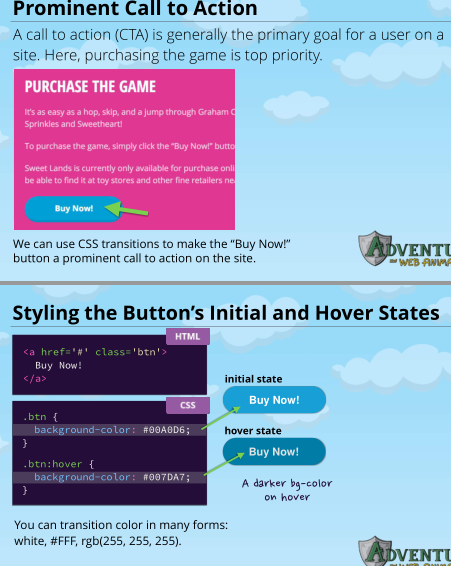 Prominent Call to Action
A call to action (CTA) is generally the primary goal for a user on a
site. Here, purchasing the game is top priority.
PURCHASE THE GAME
It's as easy as a hop, skip, and a jump through Graham C
Sprinkles and Sweetheart!
To purchase the game, simply click the "Buy Now!" butto
Sweet Lands is currently only available for purchase onli
be able to find it at toy stores and other fine retailers nea
Buy Now!
We can use CSS transitions to make the “Buy Now!”
button a prominent call to action on the site.
ADVENTU
WEB ANIMA
Styling the Button’s Initial and Hover States
HTML
<a href='#' class='btn'>
Buy Now!
</a>
CSS
.btn {
background-color: #00A0D6;
}
.btn:hover {
background-color: #007DA7;
}
initial state
Buy Now!
hover state
Buy Now!
A darker bg-color
on hover
You can transition color in many forms:
white, #FFF, rgb(255, 255, 255).
ADVENTU